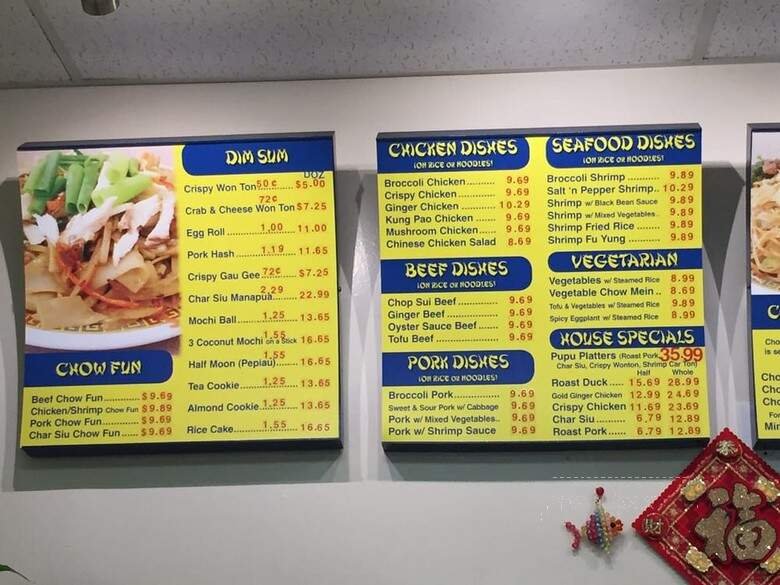 DIM SUM
DOZ
Crispy Won Ton 50¢ $5.00
Crab & Cheese Won Ton 72¢ $7.25
Egg Roll 1.00 11.00
Pork Hash 1.19 11.65
Crispy Gau Gee 72¢ $7.25
Char Siu Manapua 2.29 22.99
Mochi Ball 1.25 13.65
3 Coconut Mochi on a Stick 1.55 16.65
Half Moon (Pepiau) 1.55 16.65
Tea Cookie 1.25 13.65
Almond Cookie 1.25 13.65
Rice Cake 1.55 16.65
CHOW FUN
Beef Chow Fun $9.69
Chicken/Shrimp Chow Fun $9.89
Pork Chow Fun $9.69
Char Siu Chow Fun $9.69
CHICKEN DISHES
(ON RICE OR NOODLES!
Broccoli Chicken 9.69
Crispy Chicken 9.69
Ginger Chicken 10.29
Kung Pao Chicken 9.69
Mushroom Chicken 9.69
Chinese Chicken Salad 8.69
BEEF DISHES
(ON RICE OR NOODLES!
Chop Sui Beef 9.69
Ginger Beef 9.69
Oyster Sauce Beef 9.69
Tofu Beef 9.69
PORK DISHES
(ON RICE OR NOODLES!
Broccoli Pork 9.69
Sweet & Sour Pork w/ Cabbage 9.69
Pork w/ Mixed Vegetables.. 9.69
Pork w/ Shrimp Sauce 9.69
SEAFOOD DISHES
(ON RICE OR NOODLES!
Broccoli Shrimp 9.89
Salt 'n Pepper Shrimp.. 10.29
Shrimp w/ Black Bean Sauce 9.89
Shrimp w/ Mixed Vegetables.. 9.89
Shrimp Fried Rice 9.89
Shrimp Fu Yung 9.89
VEGETARIAN
Vegetables w/ Steamed Rice 8.99
Vegetable Chow Mein .. 8.69
Tofu & Vegetables w/ Steamed Rice 9.89
Spicy Eggplant w/ Steamed Rice 8.99
HOUSE SPECIALS
Pupu Platters (Roast Pork, 35.99
Char Siu, Crispy Wonton, Shrimp Car Ton)
Half Whole
Roast Duck 15.69 28.99
Gold Ginger Chicken 12.99 24.69
Crispy Chicken 11.69 23.69
Char Siu 6.79 12.89
Roast Pork 6.79 12.89
財
福